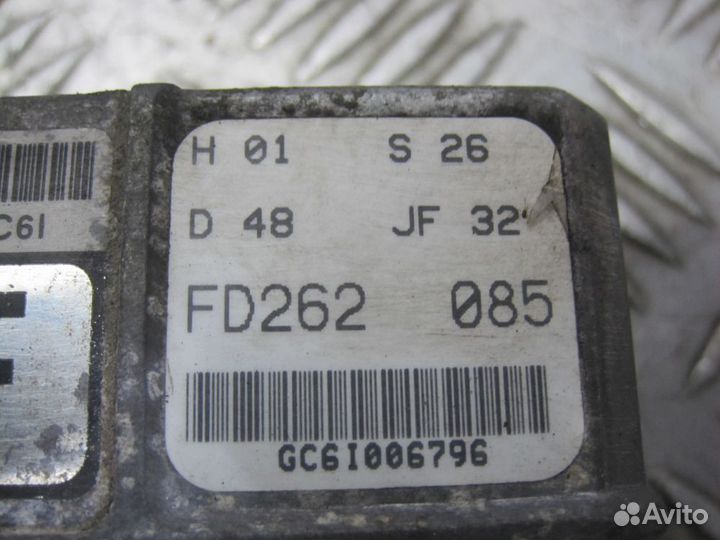 H 01 S 26
D 48 JF 32
FD262 085
GC6I006796
C6I
Avito